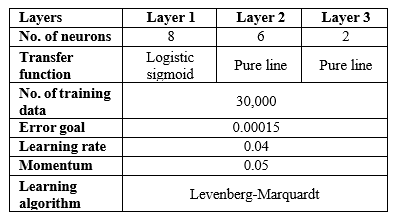 Layers Layer 1 Layer 2 Layer 3
No. of neurons 8 6 2
Transfer function Logistic sigmoid Pure line Pure line
No. of training data 30,000
Error goal 0.00015
Learning rate 0.04
Momentum 0.05
Learning algorithm Levenberg-Marquardt